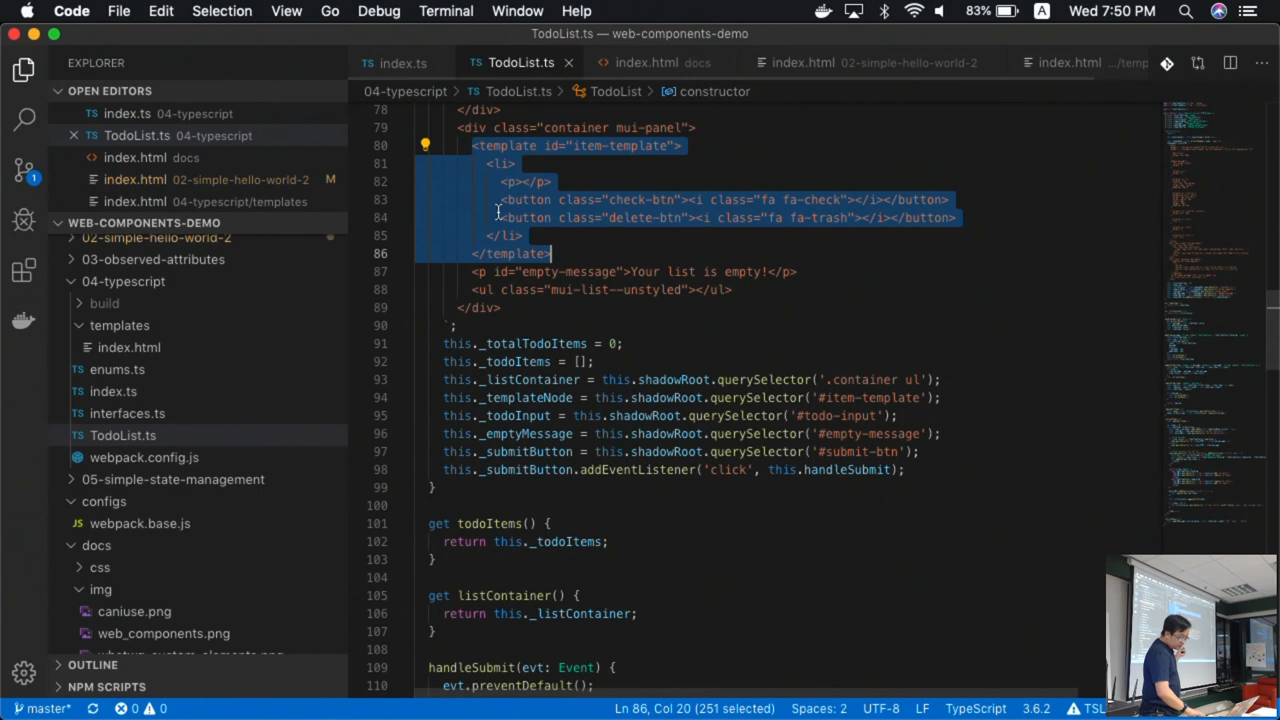 Code File Edit Selection View Go Debug Terminal Window Help 83% A Wed 7:50 PM
TodoList.ts — web-components-demo
EXPLORER
TS index.ts
TS TodoList.ts ×
<> index.html docs
index.html 02-simple-hello-world-2
index.html …/temp
04-typescript > TS TodoList.ts > TodoList > constructor
OPEN EDITORS
TS index.ts 04-typescript
× TodoList.ts 04-typescript
<> index.html docs
index.html 02-simple-hello-world-2 M
index.html 04-typescript/templates
WEB-COMPONENTS-DEMO
02-simple-hello-world-2
03-observed-attributes
04-typescript
build
templates
<> index.html
TS enums.ts
TS index.ts
TS interfaces.ts
TS TodoList.ts
webpack.config.js
05-simple-state-management
configs
JS webpack.base.js
docs
css
img
caniuse.png
web_components.png
OUTLINE
NPM SCRIPTS
1
78 </div>
79 <div class="container mui-panel">
80 <template id="item-template">
81 <li>
82 <p></p>
83 <button class="check-btn"><i class="fa fa-check"></i></button>
84 <button class="delete-btn"><i class="fa fa-trash"></i></button>
85 </li>
86 </template>
87 <p id="empty-message">Your list is empty!</p>
88 <ul class="mui-list--unstyled"></ul>
89 </div>
90 `;
91 this._totalTodoItems = 0;
92 this._todoItems = [];
93 this._listContainer = this.shadowRoot.querySelector('.container ul');
94 this._templateNode = this.shadowRoot.querySelector('#item-template');
95 this._todoInput = this.shadowRoot.querySelector('#todo-input');
96 this._emptyMessage = this.shadowRoot.querySelector('#empty-message');
97 this._submitButton = this.shadowRoot.querySelector('#submit-btn');
98 this._submitButton.addEventListener('click', this.handleSubmit);
99 }
100
101 get todoItems() {
102 return this._todoItems;
103 }
104
105 get listContainer() {
106 return this._listContainer;
107 }
108
109 handleSubmit(evt: Event) {
110 evt.preventDefault();
master* 0 0 Ln 86, Col 20 (251 selected) Spaces: 2 UTF-8 LF TypeScript 3.6.2